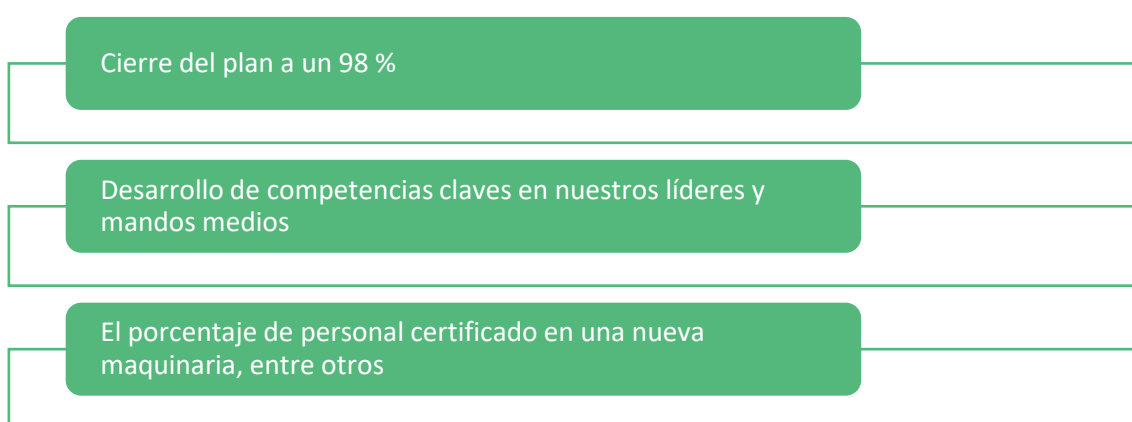 Cierre del plan a un 98 %
Desarrollo de competencias claves en nuestros líderes y
mandos medios
El porcentaje de personal certificado en una nueva
maquinaria, entre otros